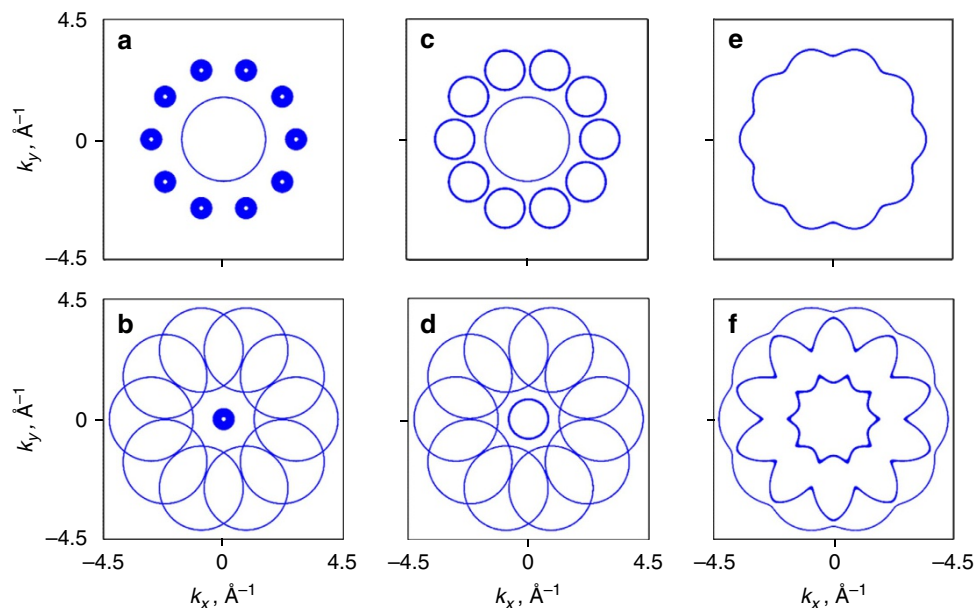 4.5 a c e
k_y, Å⁻¹ 0
−4.5
4.5 b d f
k_y, Å⁻¹ 0
−4.5
−4.5 0 4.5 −4.5 0 4.5 −4.5 0 −4.5
k_x, Å⁻¹ k_x, Å⁻¹ k_x, Å⁻¹